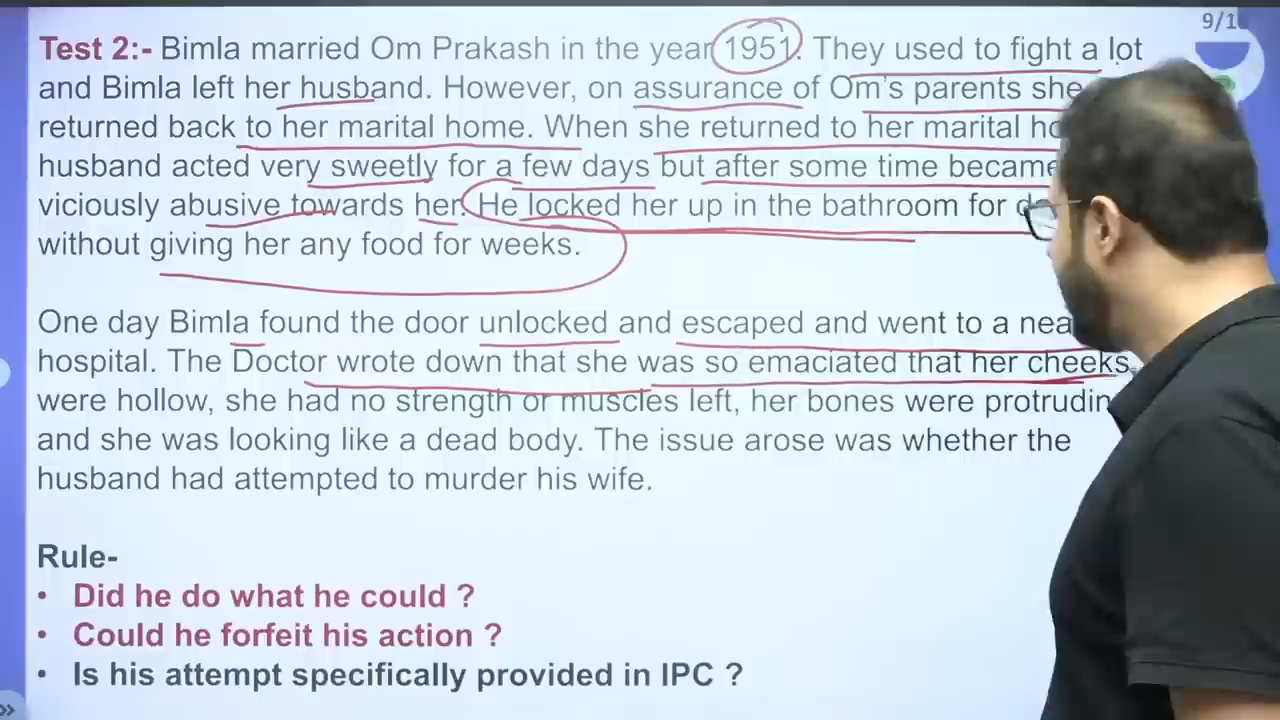 9/1
Test 2:- Bimla married Om Prakash in the year 1951. They used to fight a lot
and Bimla left her husband. However, on assurance of Om's parents she
returned back to her marital home. When she returned to her marital
husband acted very sweetly for a few days but after some time became
viciously abusive towards her. He locked her up in the bathroom for
without giving her any food for weeks.
One day Bimla found the door unlocked and escaped and went to a
hospital. The Doctor wrote down that she was so emaciated that her cheeks
were hollow, she had no strength or muscles left, her bones were
and she was looking like a dead body. The issue arose was whether the
husband had attempted to murder his wife.
Rule-
• Did he do what he could ?
• Could he forfeit his action ?
• Is his attempt specifically provided in IPC ?